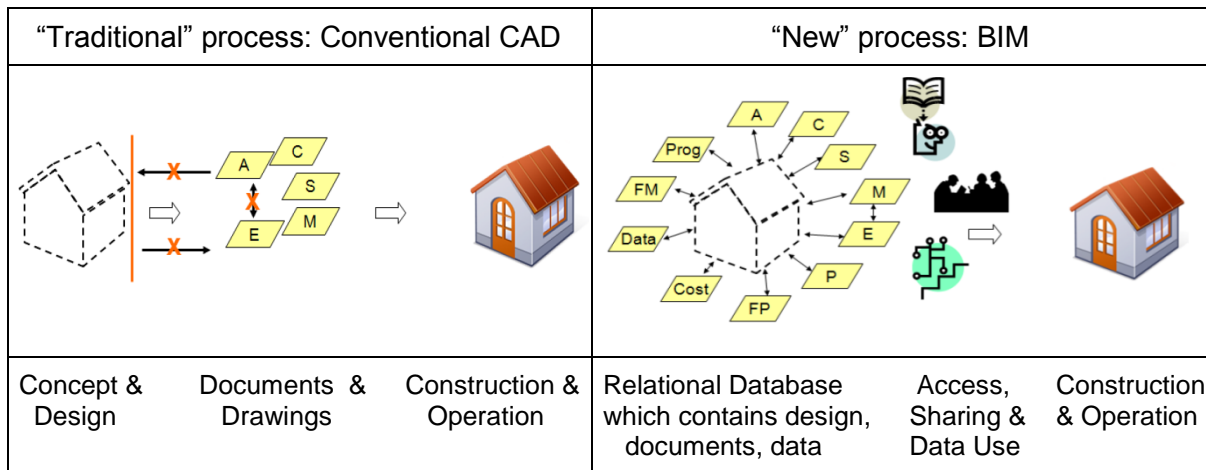 “Traditional” process: Conventional CAD
“New” process: BIM
A
C
S
E
M
X
X
X
A
C
Prog
S
FM
M
Data
E
Cost
P
FP
Concept &
Design
Documents &
Drawings
Construction &
Operation
Relational Database
which contains design,
documents, data
Access,
Sharing &
Data Use
Construction
& Operation